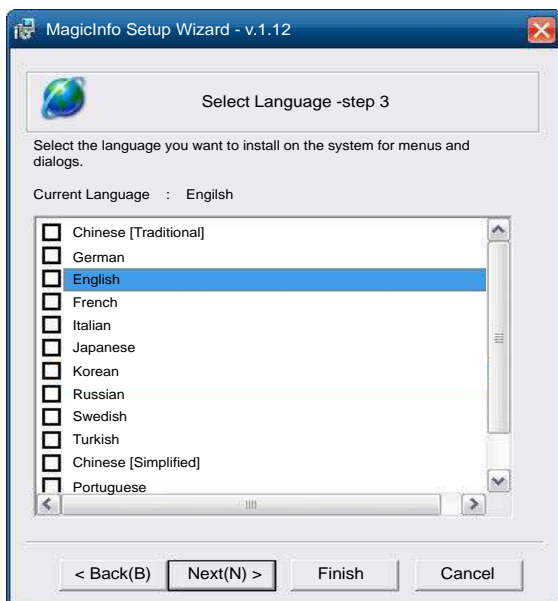 MagicInfo Setup Wizard - v.1.12
Select Language -step 3
Select the language you want to install on the system for menus and
dialogs.
Current Language : Engilsh
Chinese [Traditional]
German
English
French
Italian
Japanese
Korean
Russian
Swedish
Turkish
Chinese [Simplified]
Portuguese
< Back(B) Next(N) > Finish Cancel